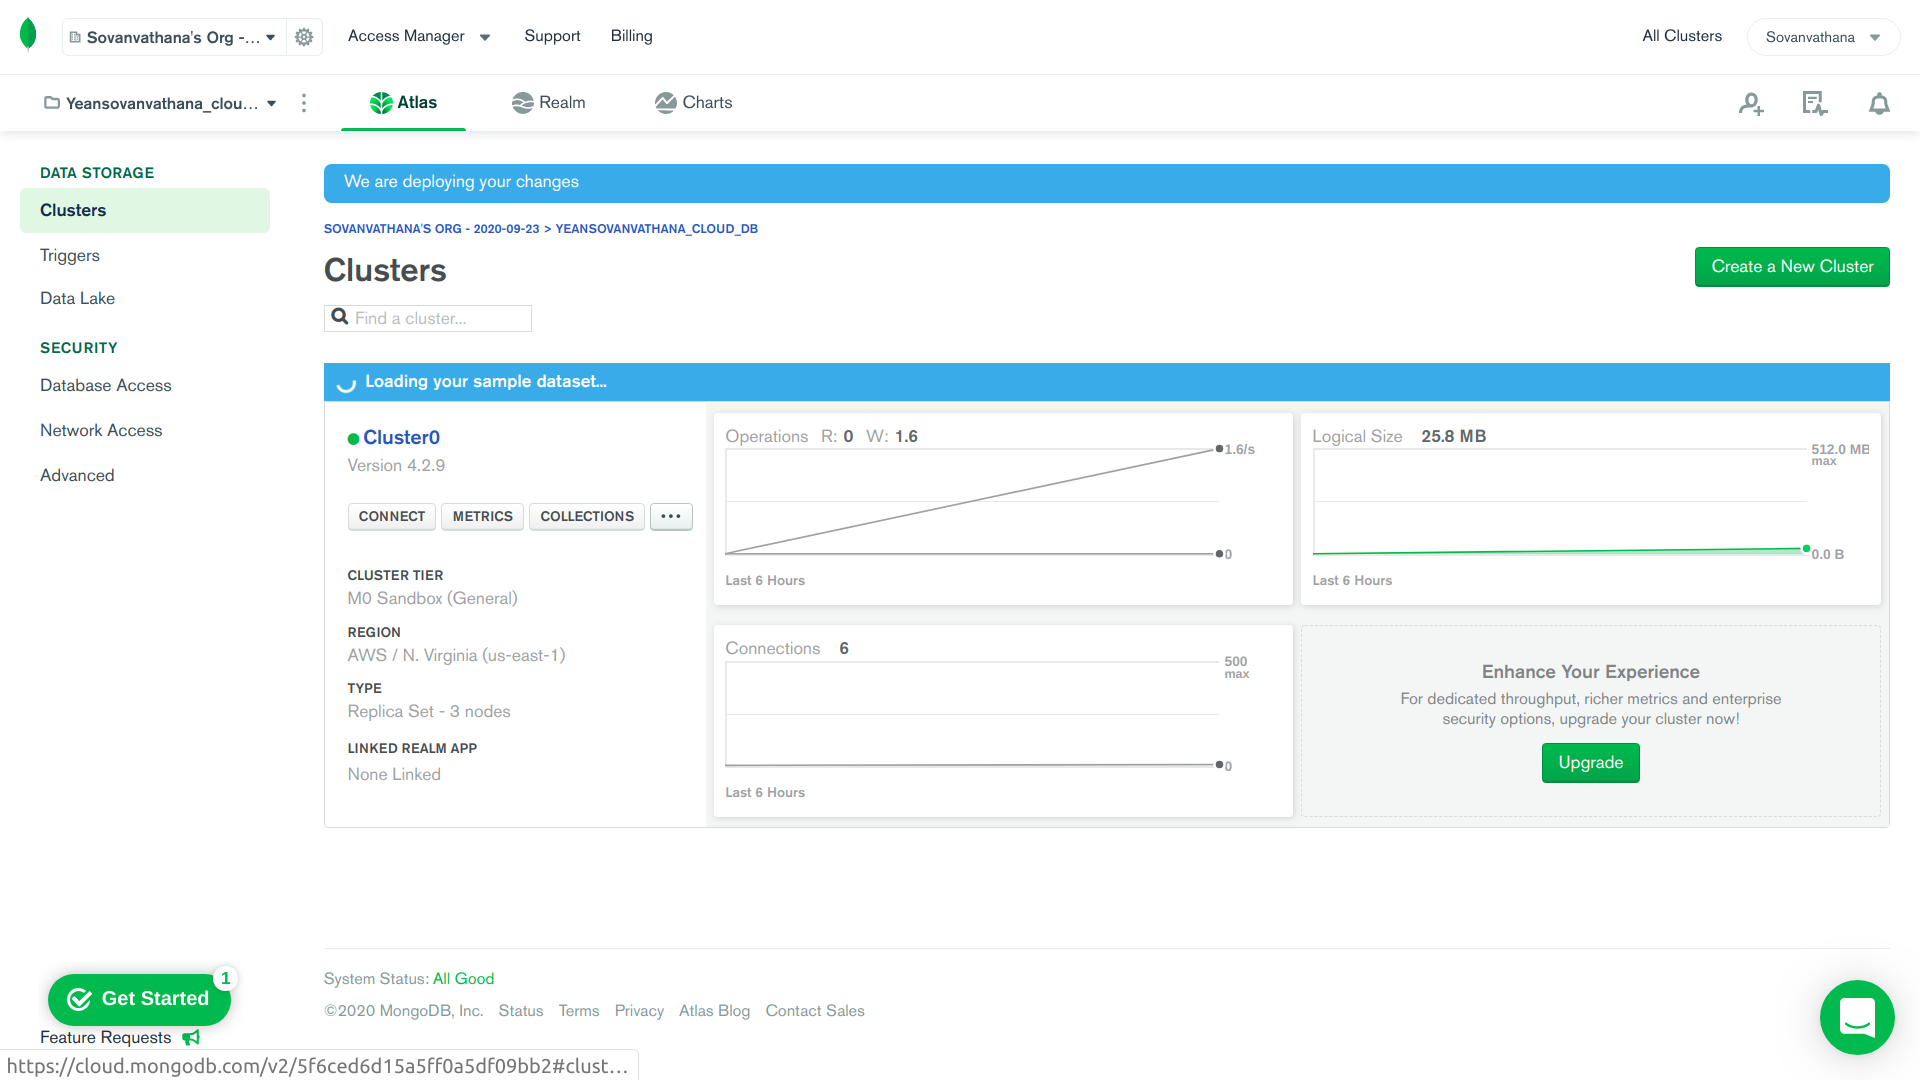 Sovanvathana's Org -...
Access Manager
Support
Billing
All Clusters
Sovanvathana
Yeansovanvathana_clou...
Atlas
Realm
Charts
DATA STORAGE
Clusters
Triggers
Data Lake
SECURITY
Database Access
Network Access
Advanced
We are deploying your changes
SOVANVATHANA'S ORG - 2020-09-23 > YEANSOVANVATHANA_CLOUD_DB
Clusters
Create a New Cluster
Find a cluster...
Loading your sample dataset...
Cluster0
Version 4.2.9
CONNECT
METRICS
COLLECTIONS
CLUSTER TIER
M0 Sandbox (General)
REGION
AWS / N. Virginia (us-east-1)
TYPE
Replica Set - 3 nodes
LINKED REALM APP
None Linked
Operations R: 0 W: 1.6
1.6/s
0
Last 6 Hours
Logical Size 25.8 MB
512.0 MB
max
0.0 B
Last 6 Hours
Connections 6
500
max
0
Last 6 Hours
Enhance Your Experience
For dedicated throughput, richer metrics and enterprise
security options, upgrade your cluster now!
Upgrade
System Status: All Good
©2020 MongoDB, Inc. Status Terms Privacy Atlas Blog Contact Sales
Get Started
1
Feature Requests
https://cloud.mongodb.com/v2/5f6ced6d15a5ff0a5df09bb2#clust...